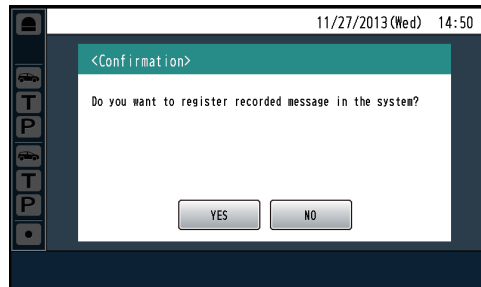 11/27/2013(Wed) 14:50
<Confirmation>
Do you want to register recorded message in the system?
T
P
T
P
YES NO